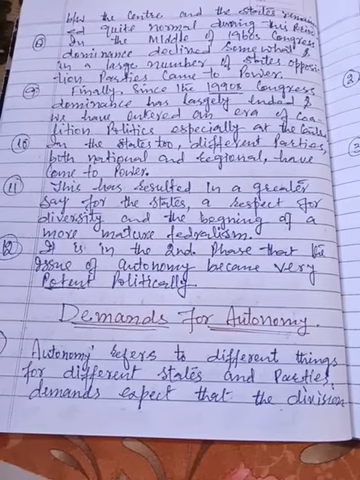 b/w the Centre and the states remain
ed quite normal during this
(8) In the Middle of 1960s Congress
dominance declined some what &
in a large number of states opposi
tion Parties came to Power.
(9) Finally, since the 1990s Congress
dominance has largely ended &
we have entered an era of coa
lition Politics especially at the Centre
(10) In the states too, different Parties,
both national and regional, have
come to Power.
(11) This has resulted in a greater
say for the states, a respect for
diversity and the begning of a
more mature federalism.
(12) It is in the 2nd Phase that the
issue of autonomy became very
Potent Politically
Demands for Autonomy.
Autonomy refers to different things
for different states and Parties.
demands expect that the division
(2)
(3)